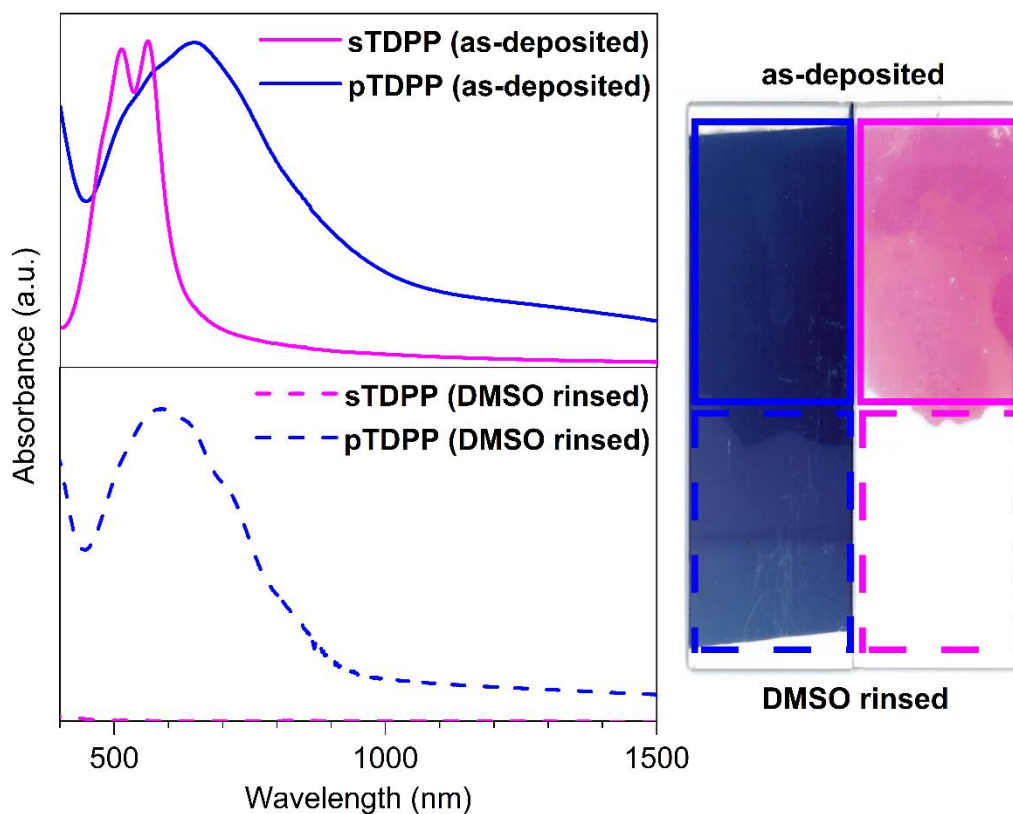 sTDPP (as-deposited)
pTDPP (as-deposited)
sTDPP (DMSO rinsed)
pTDPP (DMSO rinsed)
Absorbance (a.u.)
500
1000
1500
Wavelength (nm)
as-deposited
DMSO rinsed